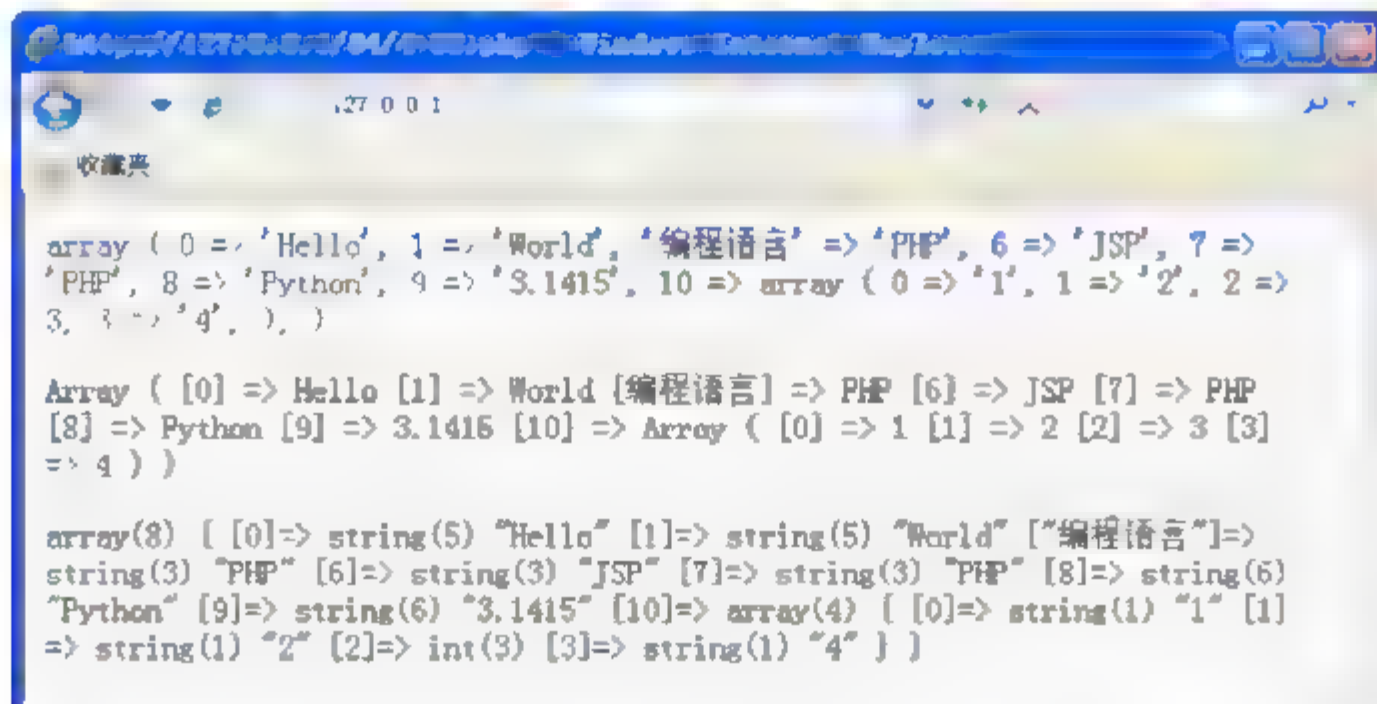 127 0 0 1
收藏夹
array ( 0 => 'Hello', 1 => 'World', '编程语言' => 'PHP', 6 => 'JSP', 7 =>
'PHP', 8 => 'Python', 9 => '3.1415', 10 => array ( 0 => '1', 1 => '2', 2 =>
3, 3 => '4', ), )
Array ( [0] => Hello [1] => World [编程语言] => PHP [6] => JSP [7] => PHP
[8] => Python [9] => 3.1415 [10] => Array ( [0] => 1 [1] => 2 [2] => 3 [3]
=> 4 ) )
array(8) { [0]=> string(5) "Hello" [1]=> string(5) "World" ["编程语言"]=>
string(3) "PHP" [6]=> string(3) "JSP" [7]=> string(3) "PHP" [8]=> string(6)
"Python" [9]=> string(6) "3.1415" [10]=> array(4) { [0]=> string(1) "1" [1]
=> string(1) "2" [2]=> int(3) [3]=> string(1) "4" } }